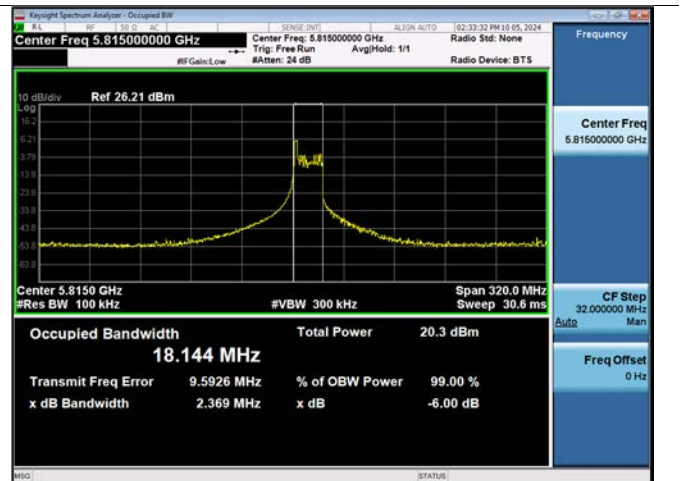 Keysight Spectrum Analyzer - Occupied BW
RL RF 50 Ω AC SENSE:INT ALIGN AUTO 02:33:32 PM 10 05, 2024
Center Freq 5.815000000 GHz Center Freq: 5.815000000 GHz Radio Std: None Frequency
Trig: Free Run Avg|Hold: 1/1
#IFGain:Low #Atten: 24 dB Radio Device: BTS
10 dB/div Ref 26.21 dBm
Log
16.2
6.21
-3.79
-13.8
-23.8
-33.8
-43.8
-53.8
-63.8
Center Freq
5.815000000 GHz
Center 5.8150 GHz Span 320.0 MHz
#Res BW 100 kHz #VBW 300 kHz Sweep 30.6 ms
CF Step
32.000000 MHz
Auto Man
Occupied Bandwidth Total Power 20.3 dBm
18.144 MHz
Transmit Freq Error 9.5926 MHz % of OBW Power 99.00 %
x dB Bandwidth 2.369 MHz x dB -6.00 dB
Freq Offset
0 Hz
MSG STATUS